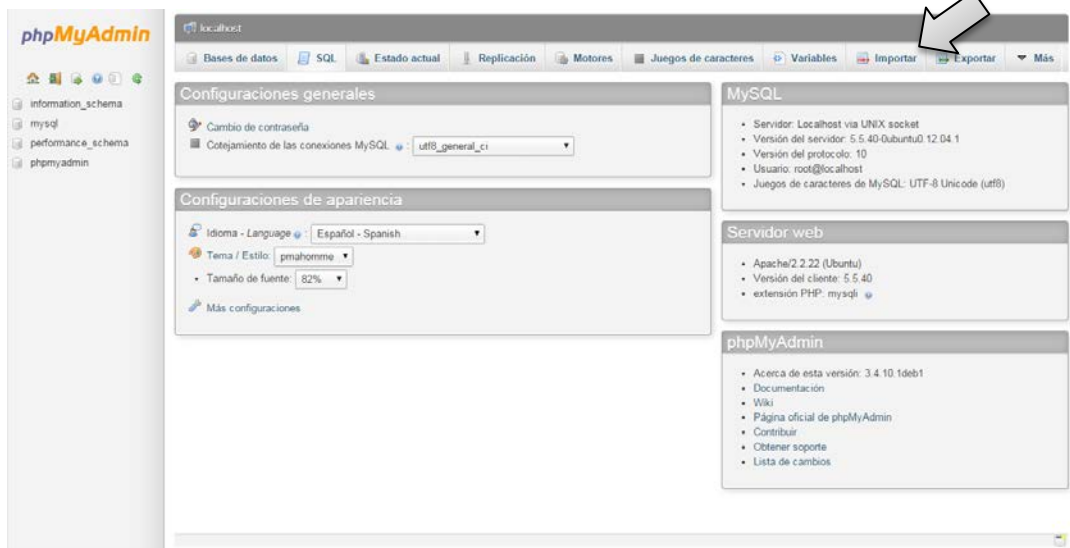 phpMyAdmin
information_schema
mysql
performance_schema
phpmyadmin
localhost
Bases de datos SQL Estado actual Replicación Motores Juegos de caracteres Variables Importar Exportar Más
Configuraciones generales
Cambio de contraseña
Cotejamiento de las conexiones MySQL : utf8_general_ci
Configuraciones de apariencia
Idioma - Language : Español - Spanish
Tema / Estilo: pmahomme
Tamaño de fuente: 82%
Más configuraciones
MySQL
Servidor: Localhost via UNIX socket
Versión del servidor: 5.5.40-0ubuntu0.12.04.1
Versión del protocolo: 10
Usuario: root@localhost
Juegos de caracteres de MySQL: UTF-8 Unicode (utf8)
Servidor web
Apache/2.2.22 (Ubuntu)
Versión del cliente: 5.5.40
extensión PHP: mysqli
phpMyAdmin
Acerca de esta versión: 3.4.10.1deb1
Documentación
Wiki
Página oficial de phpMyAdmin
Contribuir
Obtener soporte
Lista de cambios